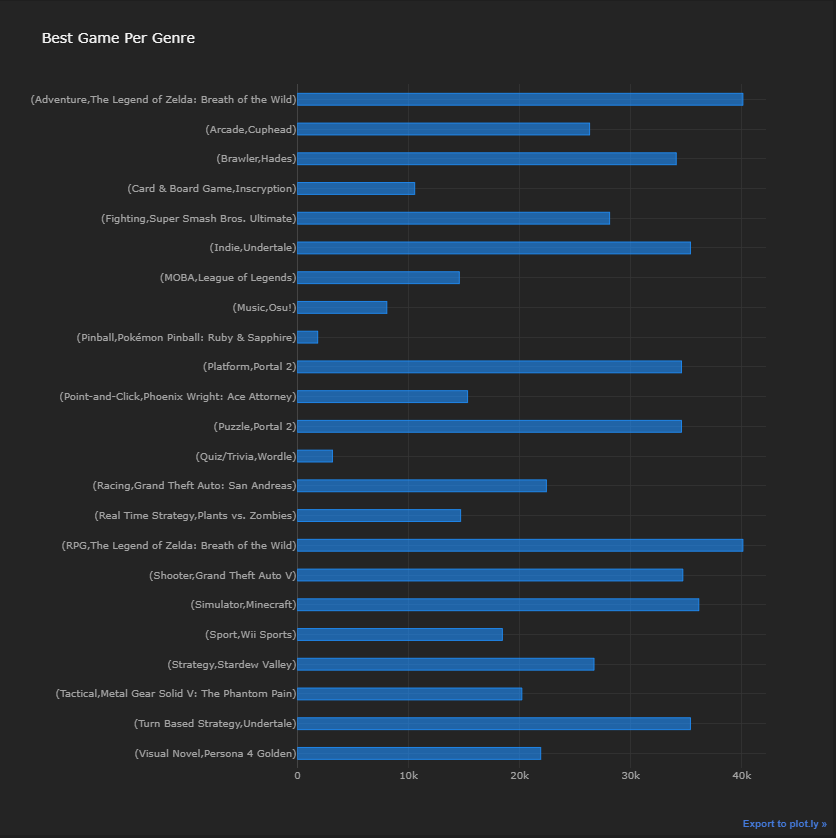 Best Game Per Genre
(Adventure,The Legend of Zelda: Breath of the Wild)
(Arcade,Cuphead)
(Brawler,Hades)
(Card & Board Game,Inscryption)
(Fighting,Super Smash Bros. Ultimate)
(Indie,Undertale)
(MOBA,League of Legends)
(Music,Osu!)
(Pinball,Pokémon Pinball: Ruby & Sapphire)
(Platform,Portal 2)
(Point-and-Click,Phoenix Wright: Ace Attorney)
(Puzzle,Portal 2)
(Quiz/Trivia,Wordle)
(Racing,Grand Theft Auto: San Andreas)
(Real Time Strategy,Plants vs. Zombies)
(RPG,The Legend of Zelda: Breath of the Wild)
(Shooter,Grand Theft Auto V)
(Simulator,Minecraft)
(Sport,Wii Sports)
(Strategy,Stardew Valley)
(Tactical,Metal Gear Solid V: The Phantom Pain)
(Turn Based Strategy,Undertale)
(Visual Novel,Persona 4 Golden)
0 10k 20k 30k 40k
Export to plot.ly »